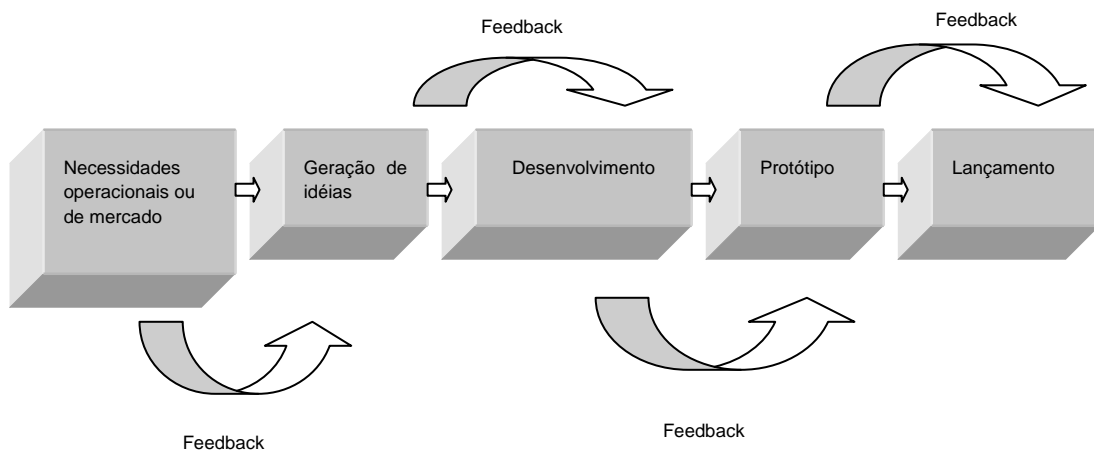 Feedback
Feedback
Necessidades
operacionais ou
de mercado
Geração de
idéias
Desenvolvimento
Protótipo
Lançamento
Feedback
Feedback